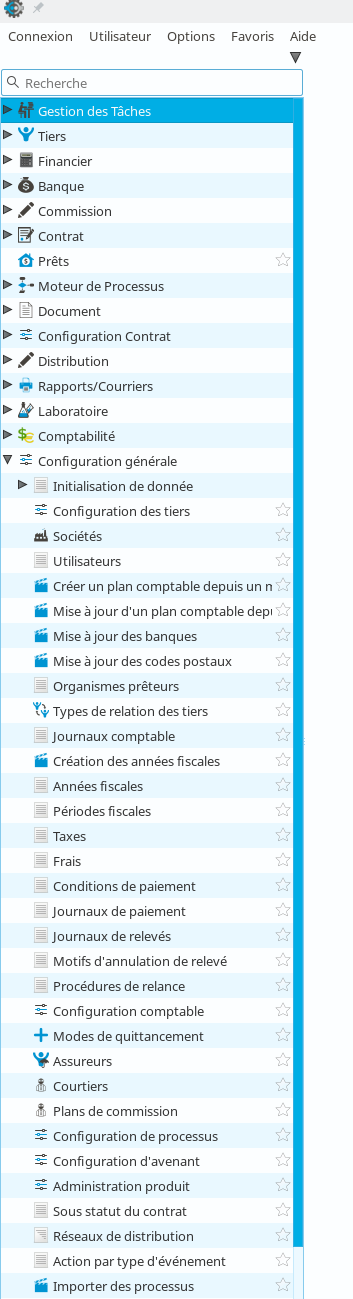 Connexion Utilisateur Options Favoris Aide
Recherche
Gestion des Tâches
Tiers
Financier
Banque
Commission
Contrat
Prêts
Moteur de Processus
Document
Configuration Contrat
Distribution
Rapports/Courriers
Laboratoire
Comptabilité
Configuration générale
Initialisation de donnée
Configuration des tiers
Sociétés
Utilisateurs
Créer un plan comptable depuis un m
Mise à jour d'un plan comptable depu
Mise à jour des banques
Mise à jour des codes postaux
Organismes prêteurs
Types de relation des tiers
Journaux comptable
Création des années fiscales
Années fiscales
Périodes fiscales
Taxes
Frais
Conditions de paiement
Journaux de paiement
Journaux de relevés
Motifs d'annulation de relevé
Procédures de relance
Configuration comptable
Modes de quittancement
Assureurs
Courtiers
Plans de commission
Configuration de processus
Configuration d'avenant
Administration produit
Sous statut du contrat
Réseaux de distribution
Action par type d'événement
Importer des processus